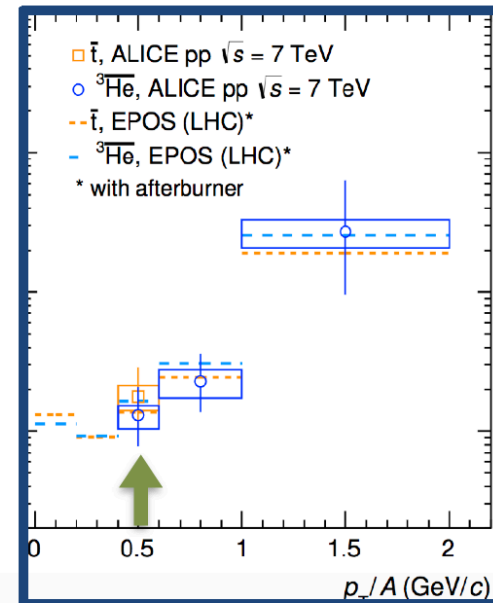 t̅, ALICE pp √s = 7 TeV
³H̅e̅, ALICE pp √s = 7 TeV
t̅, EPOS (LHC)*
³H̅e̅, EPOS (LHC)*
* with afterburner
0 0.5 1 1.5 2
p_T/A (GeV/c)